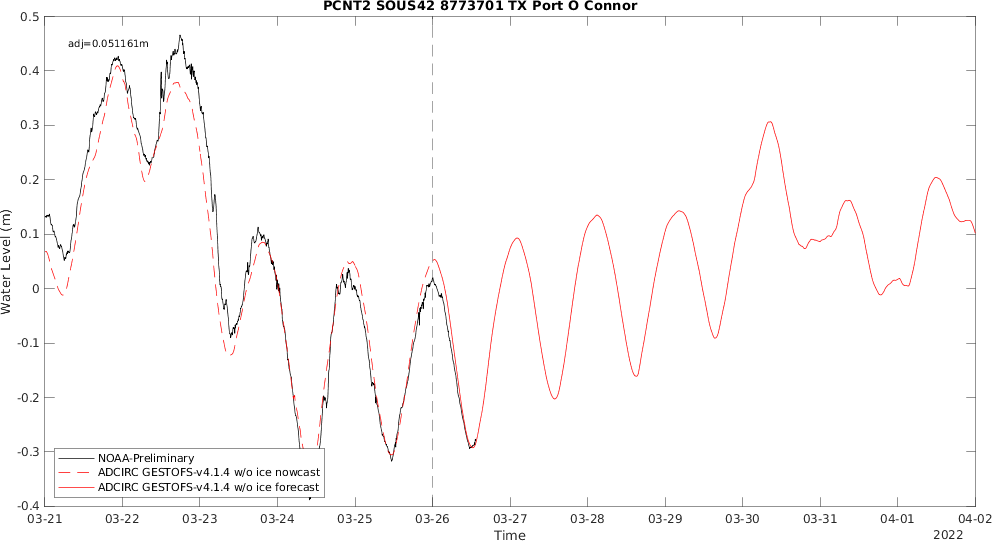 PCNT2 SOUS42 8773701 TX Port O Connor
adj=0.051161m
0.5
0.4
0.3
0.2
0.1
0
-0.1
-0.2
-0.3
-0.4
Water Level (m)
NOAA-Preliminary
ADCIRC GESTOFS-v4.1.4 w/o ice nowcast
ADCIRC GESTOFS-v4.1.4 w/o ice forecast
03-21 03-22 03-23 03-24 03-25 03-26 03-27 03-28 03-29 03-30 03-31 04-01 04-02
Time
2022